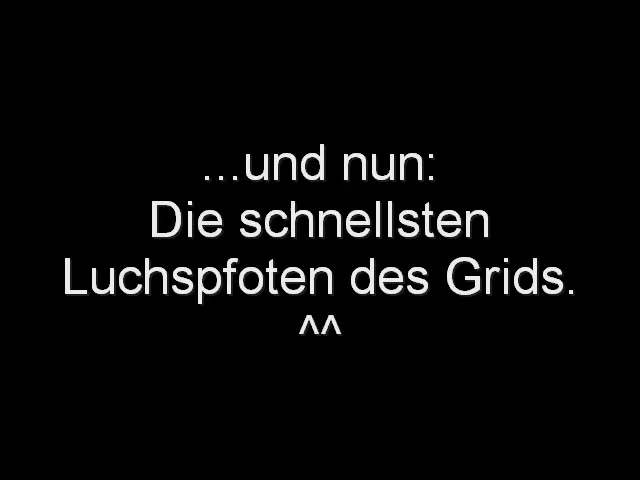 ...und nun:
Die schnellsten
Luchspfoten des Grids.
^^